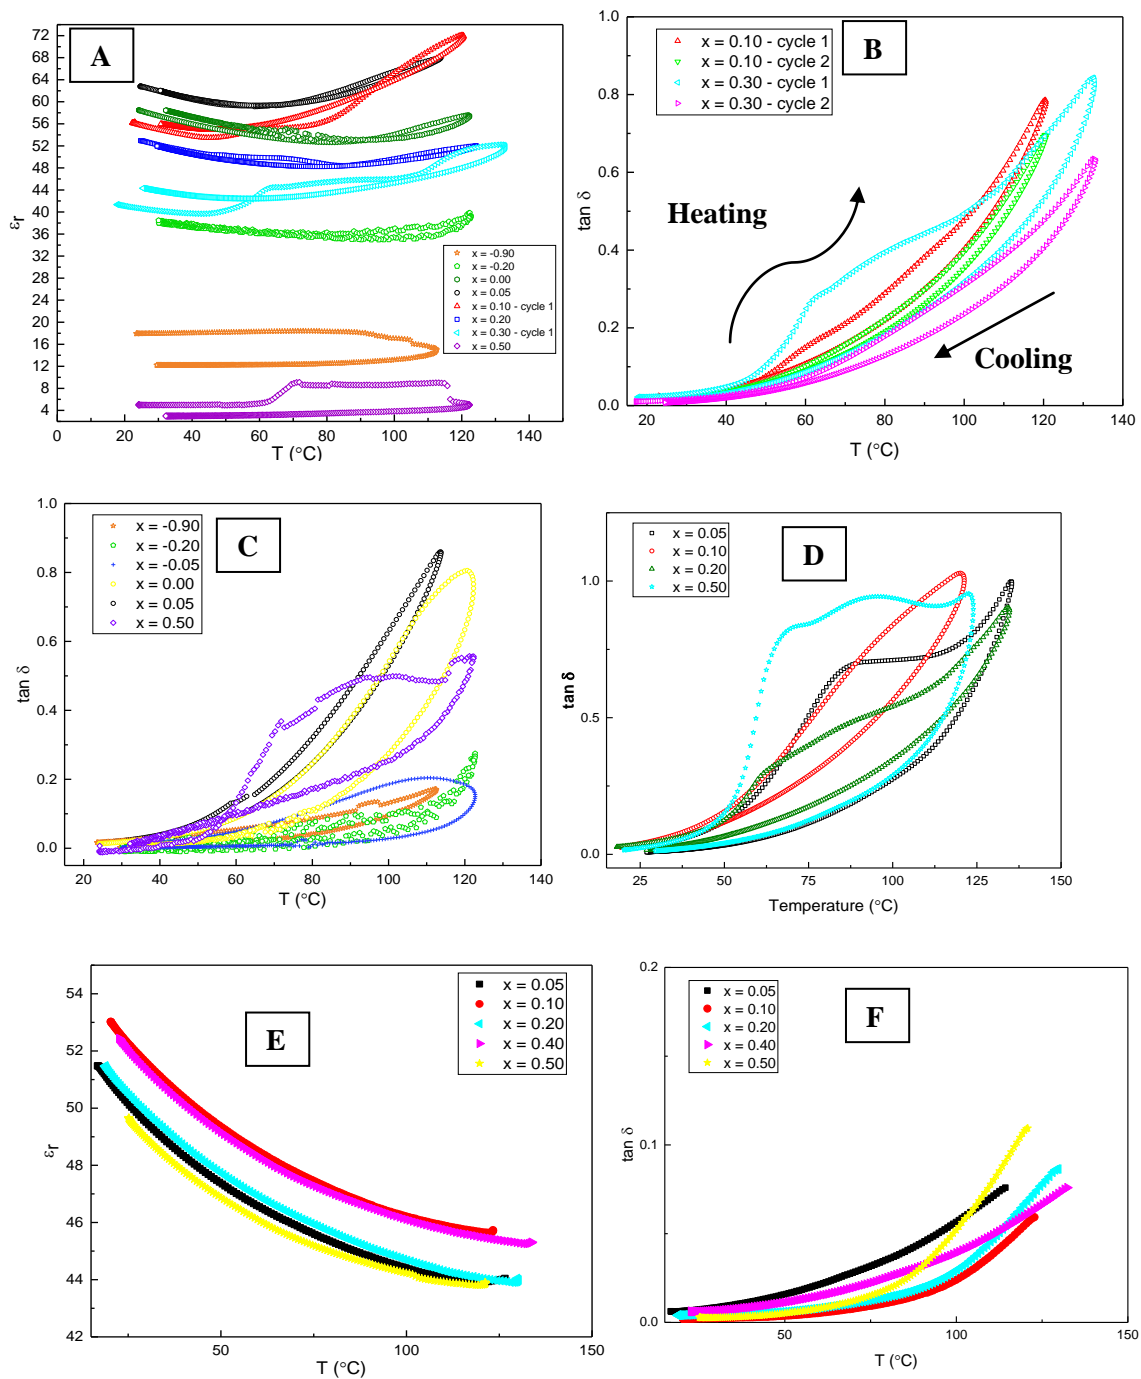 A
72
68
64
60
56
52
48
44
40
36
32
28
24
20
16
12
8
4
εr
x = -0.90
x = -0.20
x = 0.00
x = 0.05
x = 0.10 - cycle 1
x = 0.20
x = 0.30 - cycle 1
x = 0.50
0 20 40 60 80 100 120 140
T (°C)
B
1.0
0.8
0.6
0.4
0.2
0.0
tan δ
x = 0.10 - cycle 1
x = 0.10 - cycle 2
x = 0.30 - cycle 1
x = 0.30 - cycle 2
Heating
Cooling
20 40 60 80 100 120 140
T (°C)
C
1.0
0.8
0.6
0.4
0.2
0.0
tan δ
x = -0.90
x = -0.20
x = -0.05
x = 0.00
x = 0.05
x = 0.50
20 40 60 80 100 120 140
T (°C)
D
1.0
0.5
0.0
tan δ
x = 0.05
x = 0.10
x = 0.20
x = 0.50
25 50 75 100 125 150
Temperature (°C)
E
54
52
50
48
46
44
42
εr
x = 0.05
x = 0.10
x = 0.20
x = 0.40
x = 0.50
50 100 150
T (°C)
F
0.2
0.1
0.0
tan δ
x = 0.05
x = 0.10
x = 0.20
x = 0.40
x = 0.50
50 100 150
T (°C)